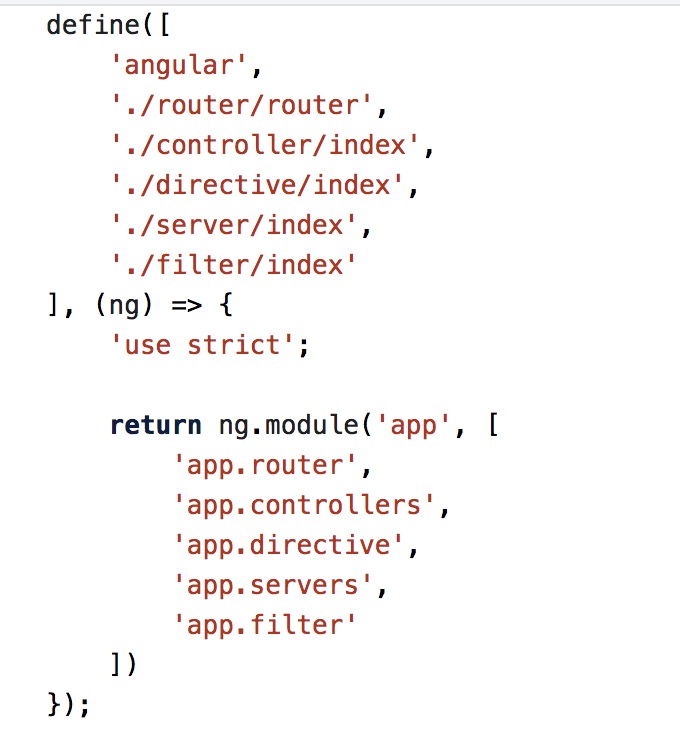 define([
    'angular',
    './router/router',
    './controller/index',
    './directive/index',
    './server/index',
    './filter/index'
], (ng) => {
    'use strict';

    return ng.module('app', [
        'app.router',
        'app.controllers',
        'app.directive',
        'app.servers',
        'app.filter'
    ])
});